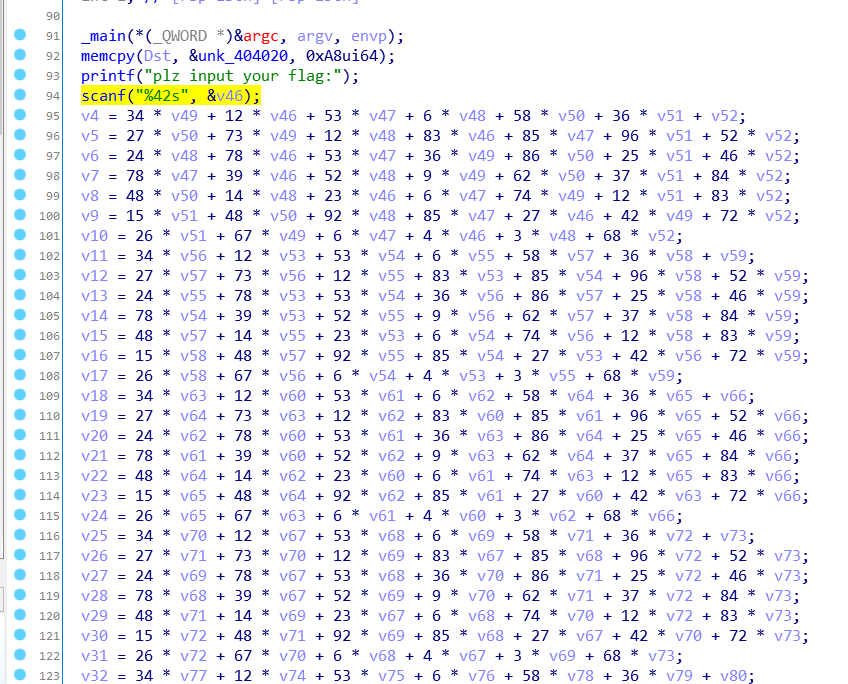 90
91 _main(*(_QWORD *)&argc, argv, envp);
92 memcpy(Dst, &unk_404020, 0xA8ui64);
93 printf("plz input your flag:");
94 scanf("%42s", &v46);
95 v4 = 34 * v49 + 12 * v46 + 53 * v47 + 6 * v48 + 58 * v50 + 36 * v51 + v52;
96 v5 = 27 * v50 + 73 * v49 + 12 * v48 + 83 * v46 + 85 * v47 + 96 * v51 + 52 * v52;
97 v6 = 24 * v48 + 78 * v46 + 53 * v47 + 36 * v49 + 86 * v50 + 25 * v51 + 46 * v52;
98 v7 = 78 * v47 + 39 * v46 + 52 * v48 + 9 * v49 + 62 * v50 + 37 * v51 + 84 * v52;
99 v8 = 48 * v50 + 14 * v48 + 23 * v46 + 6 * v47 + 74 * v49 + 12 * v51 + 83 * v52;
100 v9 = 15 * v51 + 48 * v50 + 92 * v48 + 85 * v47 + 27 * v46 + 42 * v49 + 72 * v52;
101 v10 = 26 * v51 + 67 * v49 + 6 * v47 + 4 * v46 + 3 * v48 + 68 * v52;
102 v11 = 34 * v56 + 12 * v53 + 53 * v54 + 6 * v55 + 58 * v57 + 36 * v58 + v59;
103 v12 = 27 * v57 + 73 * v56 + 12 * v55 + 83 * v53 + 85 * v54 + 96 * v58 + 52 * v59;
104 v13 = 24 * v55 + 78 * v53 + 53 * v54 + 36 * v56 + 86 * v57 + 25 * v58 + 46 * v59;
105 v14 = 78 * v54 + 39 * v53 + 52 * v55 + 9 * v56 + 62 * v57 + 37 * v58 + 84 * v59;
106 v15 = 48 * v57 + 14 * v55 + 23 * v53 + 6 * v54 + 74 * v56 + 12 * v58 + 83 * v59;
107 v16 = 15 * v58 + 48 * v57 + 92 * v55 + 85 * v54 + 27 * v53 + 42 * v56 + 72 * v59;
108 v17 = 26 * v58 + 67 * v56 + 6 * v54 + 4 * v53 + 3 * v55 + 68 * v59;
109 v18 = 34 * v63 + 12 * v60 + 53 * v61 + 6 * v62 + 58 * v64 + 36 * v65 + v66;
110 v19 = 27 * v64 + 73 * v63 + 12 * v62 + 83 * v60 + 85 * v61 + 96 * v65 + 52 * v66;
111 v20 = 24 * v62 + 78 * v60 + 53 * v61 + 36 * v63 + 86 * v64 + 25 * v65 + 46 * v66;
112 v21 = 78 * v61 + 39 * v60 + 52 * v62 + 9 * v63 + 62 * v64 + 37 * v65 + 84 * v66;
113 v22 = 48 * v64 + 14 * v62 + 23 * v60 + 6 * v61 + 74 * v63 + 12 * v65 + 83 * v66;
114 v23 = 15 * v65 + 48 * v64 + 92 * v62 + 85 * v61 + 27 * v60 + 42 * v63 + 72 * v66;
115 v24 = 26 * v65 + 67 * v63 + 6 * v61 + 4 * v60 + 3 * v62 + 68 * v66;
116 v25 = 34 * v70 + 12 * v67 + 53 * v68 + 6 * v69 + 58 * v71 + 36 * v72 + v73;
117 v26 = 27 * v71 + 73 * v70 + 12 * v69 + 83 * v67 + 85 * v68 + 96 * v72 + 52 * v73;
118 v27 = 24 * v69 + 78 * v67 + 53 * v68 + 36 * v70 + 86 * v71 + 25 * v72 + 46 * v73;
119 v28 = 78 * v68 + 39 * v67 + 52 * v69 + 9 * v70 + 62 * v71 + 37 * v72 + 84 * v73;
120 v29 = 48 * v71 + 14 * v69 + 23 * v67 + 6 * v68 + 74 * v70 + 12 * v72 + 83 * v73;
121 v30 = 15 * v72 + 48 * v71 + 92 * v69 + 85 * v68 + 27 * v67 + 42 * v70 + 72 * v73;
122 v31 = 26 * v72 + 67 * v70 + 6 * v68 + 4 * v67 + 3 * v69 + 68 * v73;
123 v32 = 34 * v77 + 12 * v74 + 53 * v75 + 6 * v76 + 58 * v78 + 36 * v79 + v80;